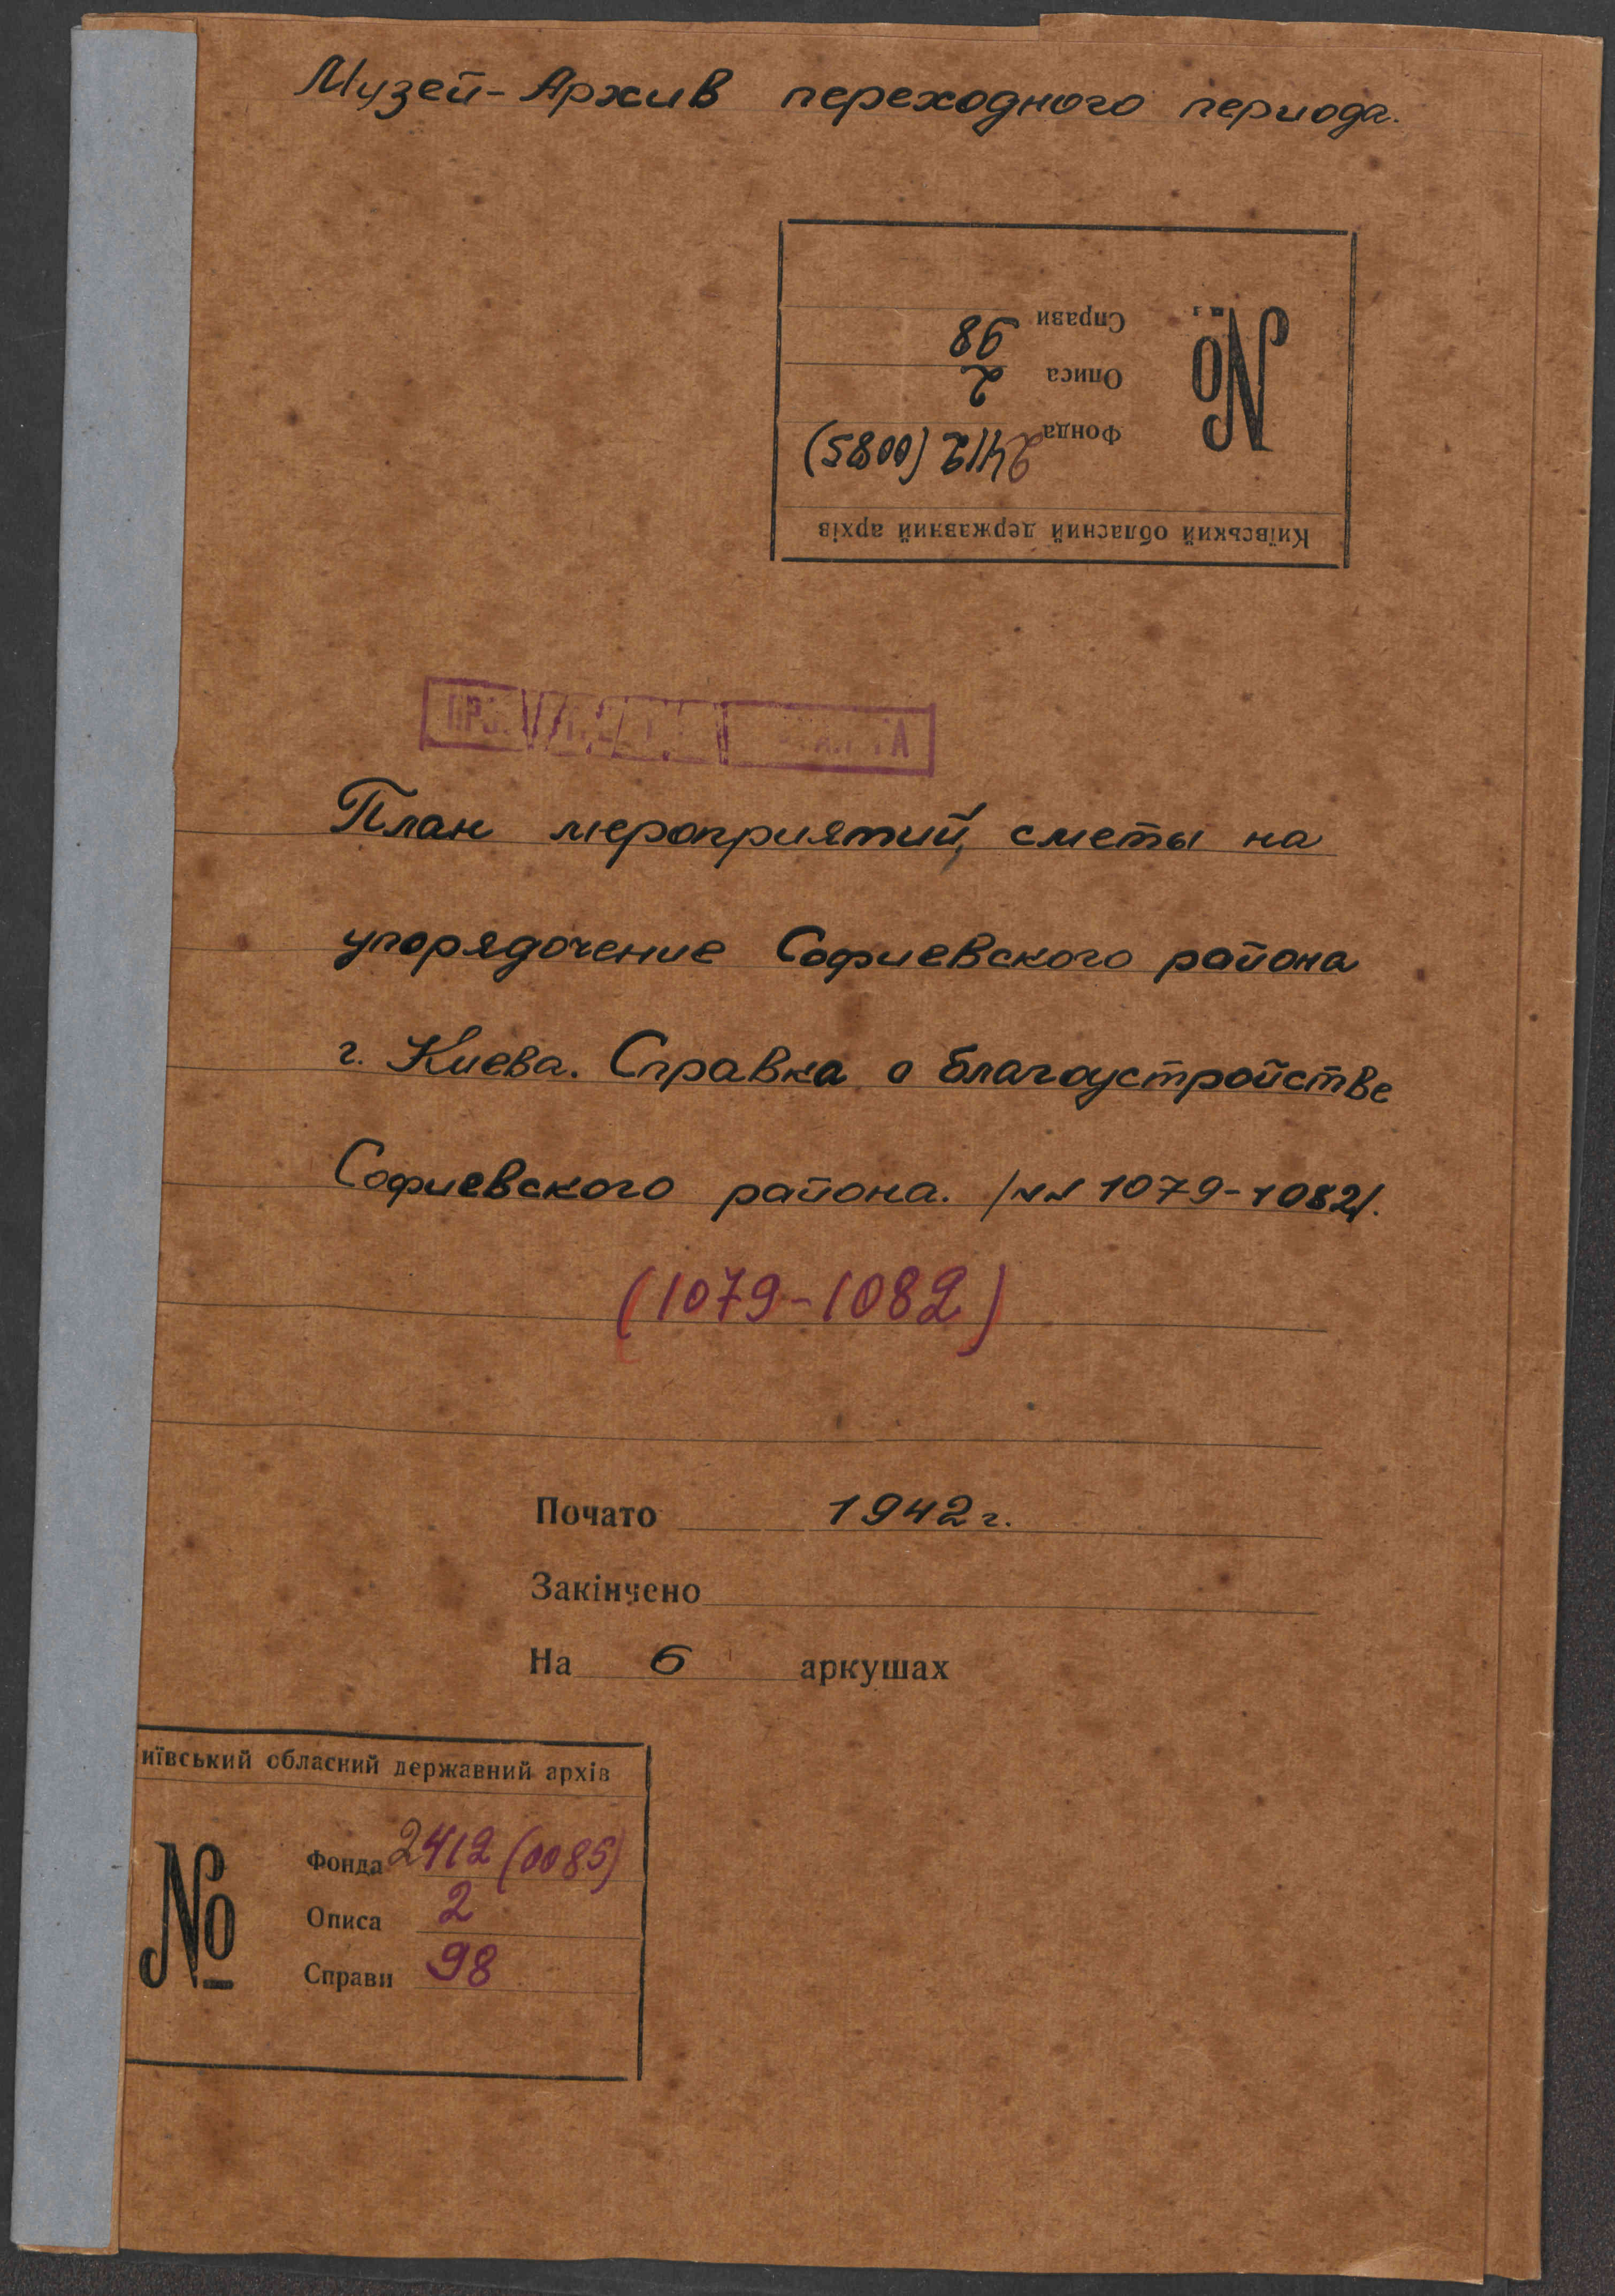 Музей-Архив переходного периода.
Київський обласний державний архів
№
Фонда 2412 (0085)
Описа 2
Справи 98
План мероприятий, сметы на
упорядочение Софиевского района
г. Киева. Справка о благоустройстве
Софиевского района. /№№ 1079-1082/.
(1079-1082)
Почато 1942 г.
Закінчено
На 6 аркушах
иївський обласний державний архів
№
Фонда 2412 (0085)
Описа 2
Справи 98